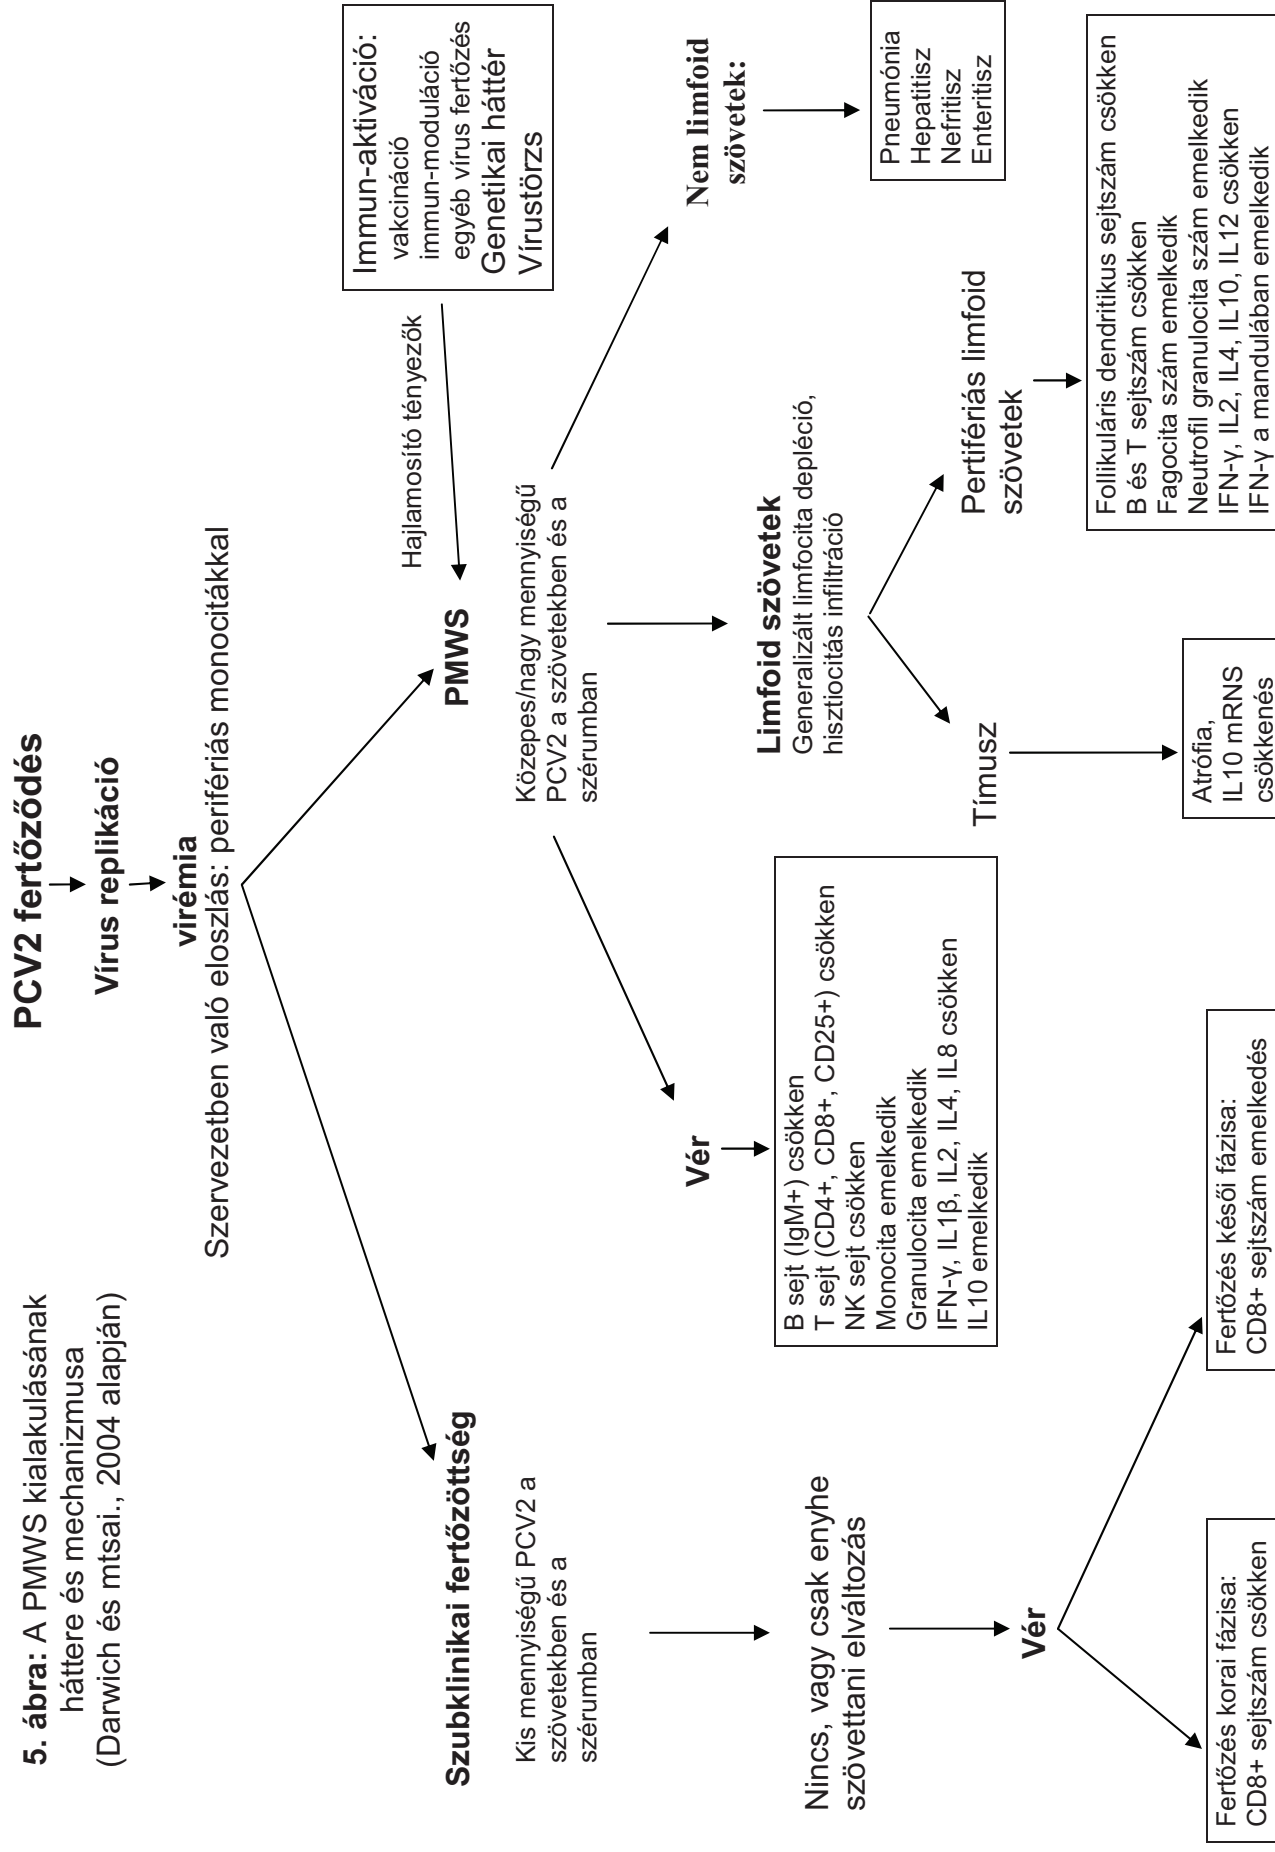 5. ábra: A PMWS kialakulásának
háttere és mechanizmusa
(Darwich és mtsai., 2004 alapján)
PCV2 fertőződés
Vírus replikáció
virémia
Szervezetben való eloszlás: perifériás monocitákkal
Immun-aktiváció:
vakcináció
immun-moduláció
egyéb vírus fertőzés
Genetikai háttér
Vírustörzs
Hajlamosító tényezők
Szubklinikai fertőzöttség
Kis mennyiségű PCV2 a
szövetekben és a
szérumban
Nincs, vagy csak enyhe
szövettani elváltozás
Vér
Fertőzés korai fázisa:
CD8+ sejtszám csökken
Fertőzés késői fázisa:
CD8+ sejtszám emelkedés
PMWS
Közepes/nagy mennyiségű
PCV2 a szövetekben és a
szérumban
Vér
B sejt (IgM+) csökken
T sejt (CD4+, CD8+, CD25+) csökken
NK sejt csökken
Monocita emelkedik
Granulocita emelkedik
IFN-γ, IL1β, IL2, IL4, IL8 csökken
IL10 emelkedik
Limfoid szövetek
Generalizált limfocita depléció,
hisztiocitás infiltráció
Tímusz
Atrófia,
IL10 mRNS
csökkenés
Pertifériás limfoid
szövetek
Follikuláris dendritikus sejtszám csökken
B és T sejtszám csökken
Fagocita szám emelkedik
Neutrofil granulocita szám emelkedik
IFN-γ, IL2, IL4, IL10, IL12 csökken
IFN-γ a mandulában emelkedik
Nem limfoid
szövetek:
Pneumónia
Hepatitisz
Nefritisz
Enteritisz